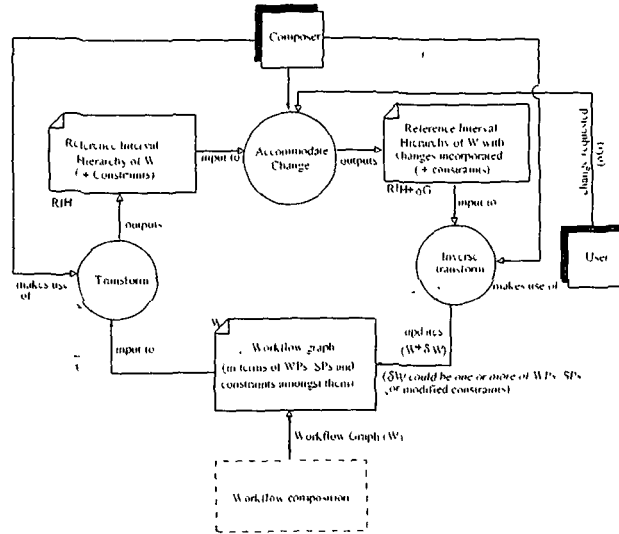 Composer
Reference Interval
Hierarchy of W
(+ Constraints)
RIH
input to
Accommodate
Change
outputs
Reference Interval
Hierarchy of W with
changes incorporated
(+ constraints)
RIH+δG
change requested
(δG)
outputs
input to
Transform
Inverse
transform
User
makes use
of
makes use of
W
input to
Workflow graph
(in terms of WPs, SPs and
constraints amongst them)
updates
(W+δW)
(δW could be one or more of WPs, SPs
or modified constraints)
Workflow Graph (W)
Workflow composition